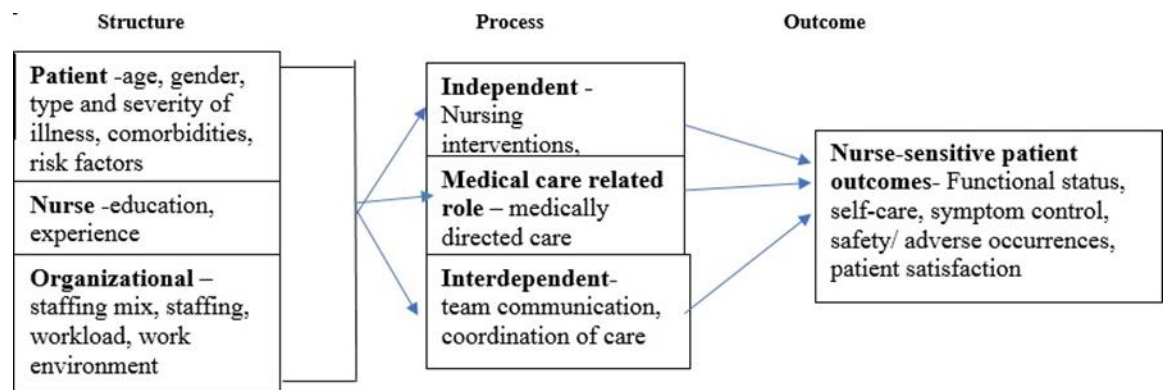 Structure
Process
Outcome
Patient -age, gender,
type and severity of
illness, comorbidities,
risk factors
Nurse -education,
experience
Organizational –
staffing mix, staffing,
workload, work
environment
Independent -
Nursing
interventions,
Medical care related
role – medically
directed care
Interdependent-
team communication,
coordination of care
Nurse-sensitive patient
outcomes- Functional status,
self-care, symptom control,
safety/ adverse occurrences,
patient satisfaction